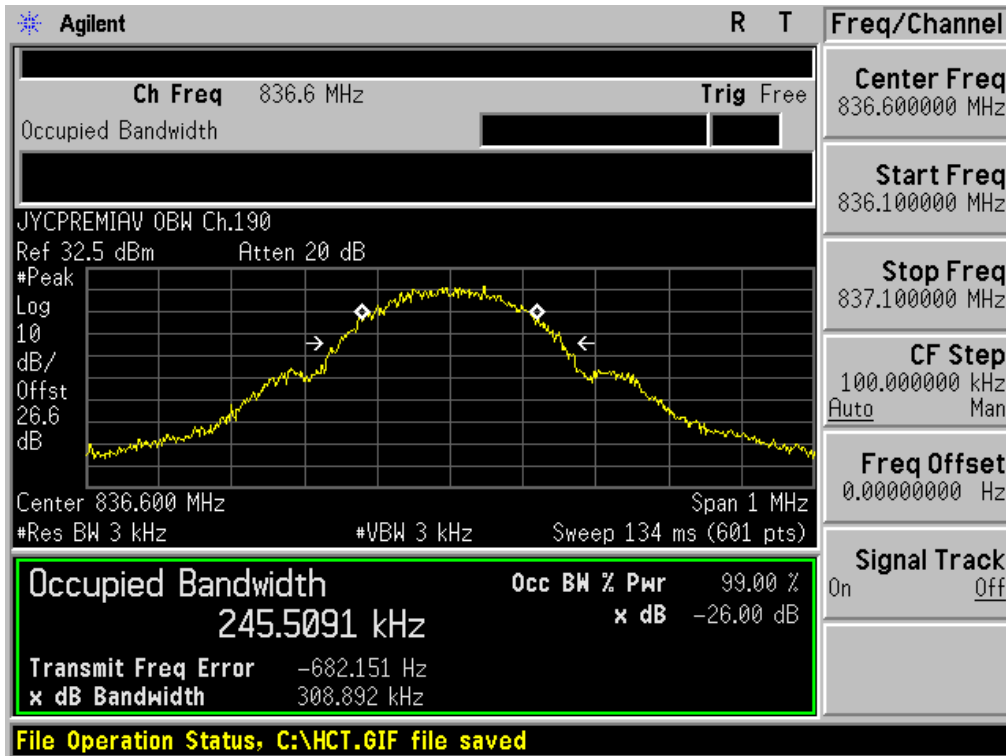 Agilent R T
Ch Freq 836.6 MHz Trig Free
Occupied Bandwidth
JYCPREMIAV OBW Ch.190
Ref 32.5 dBm Atten 20 dB
#Peak
Log
10
dB/
Offst
26.6
dB
Center 836.600 MHz Span 1 MHz
#Res BW 3 kHz #VBW 3 kHz Sweep 134 ms (601 pts)
Occupied Bandwidth Occ BW % Pwr 99.00 %
245.5091 kHz x dB -26.00 dB
Transmit Freq Error -682.151 Hz
x dB Bandwidth 308.892 kHz
File Operation Status, C:\HCT.GIF file saved
Freq/Channel
Center Freq
836.600000 MHz
Start Freq
836.100000 MHz
Stop Freq
837.100000 MHz
CF Step
100.000000 kHz
Auto Man
Freq Offset
0.00000000 Hz
Signal Track
On Off